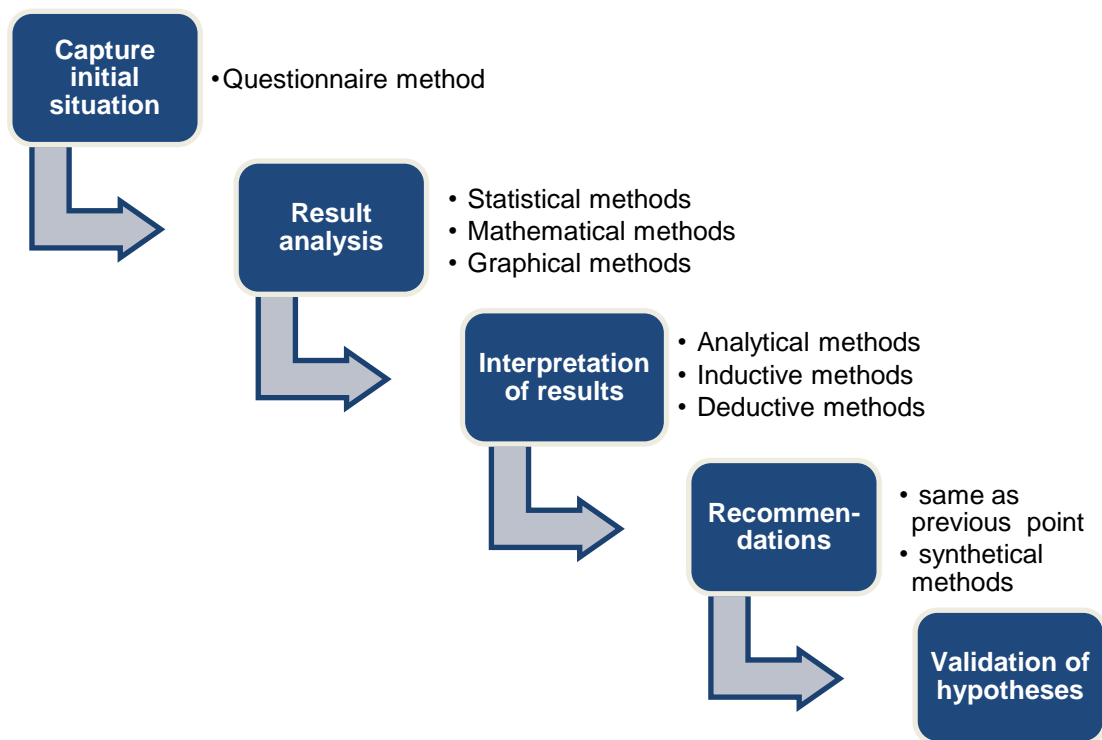 Capture
initial
situation
•Questionnaire method
Result
analysis
• Statistical methods
• Mathematical methods
• Graphical methods
Interpretation
of results
• Analytical methods
• Inductive methods
• Deductive methods
Recommen-
dations
• same as
previous point
• synthetical
methods
Validation of
hypotheses